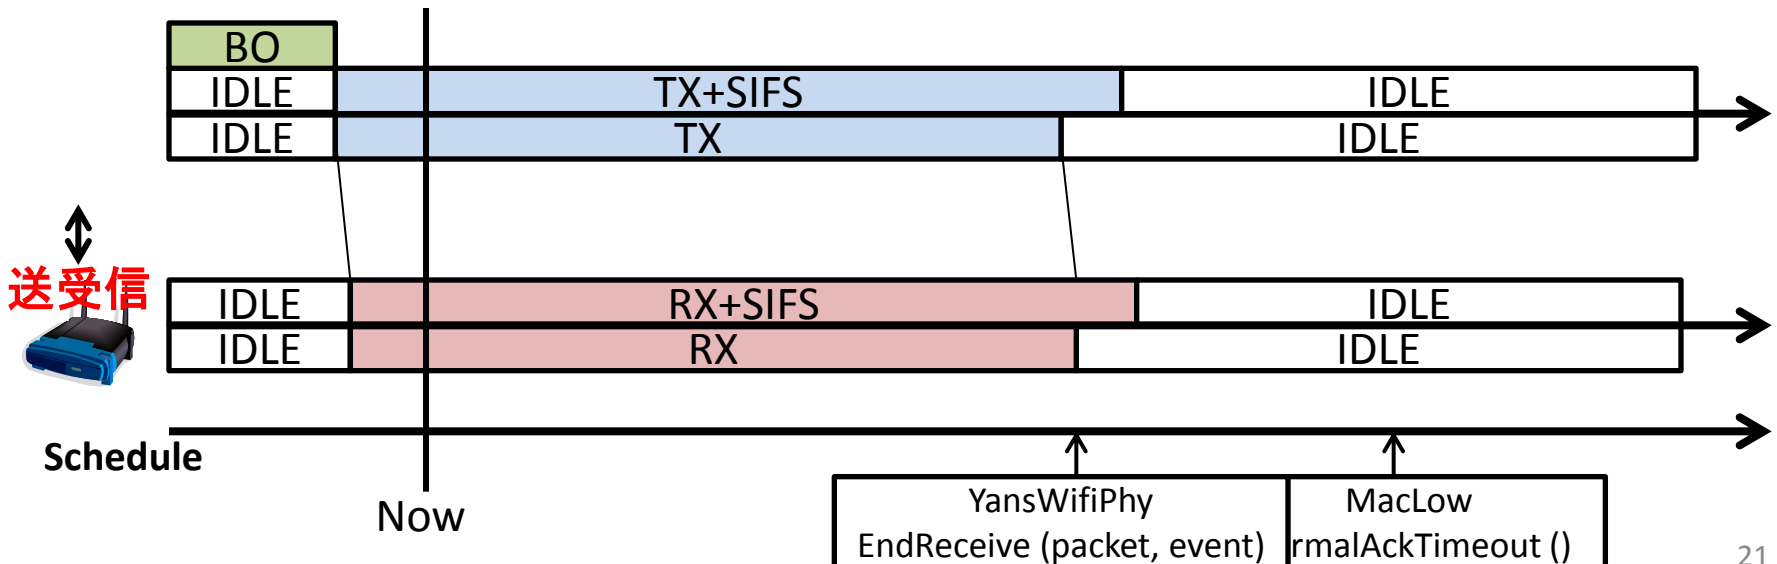 BO
IDLE TX+SIFS IDLE
IDLE TX IDLE
送受信
IDLE RX+SIFS IDLE
IDLE RX IDLE
Schedule
Now
YansWifiPhy
EndReceive (packet, event)
MacLow
rmalAckTimeout ()
21